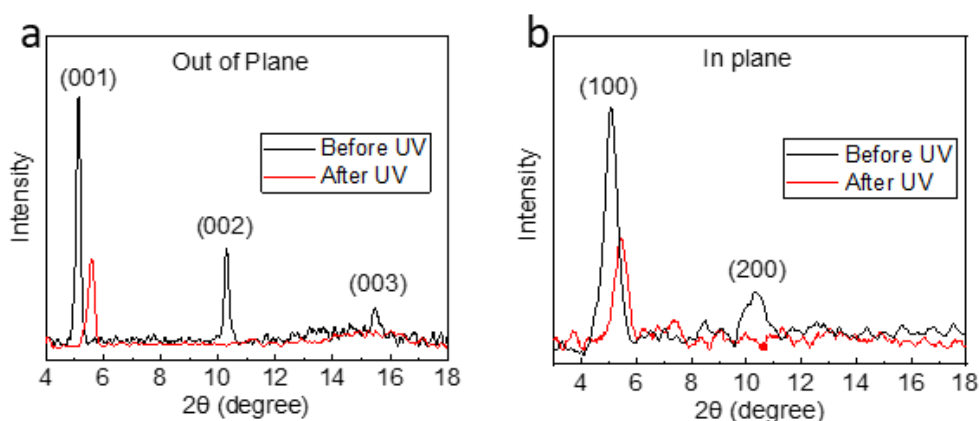 a
Out of Plane
(001)
(002)
(003)
Before UV
After UV
Intensity
4 6 8 10 12 14 16 18
2θ (degree)
b
In plane
(100)
(200)
Before UV
After UV
Intensity
4 6 8 10 12 14 16 18
2θ (degree)